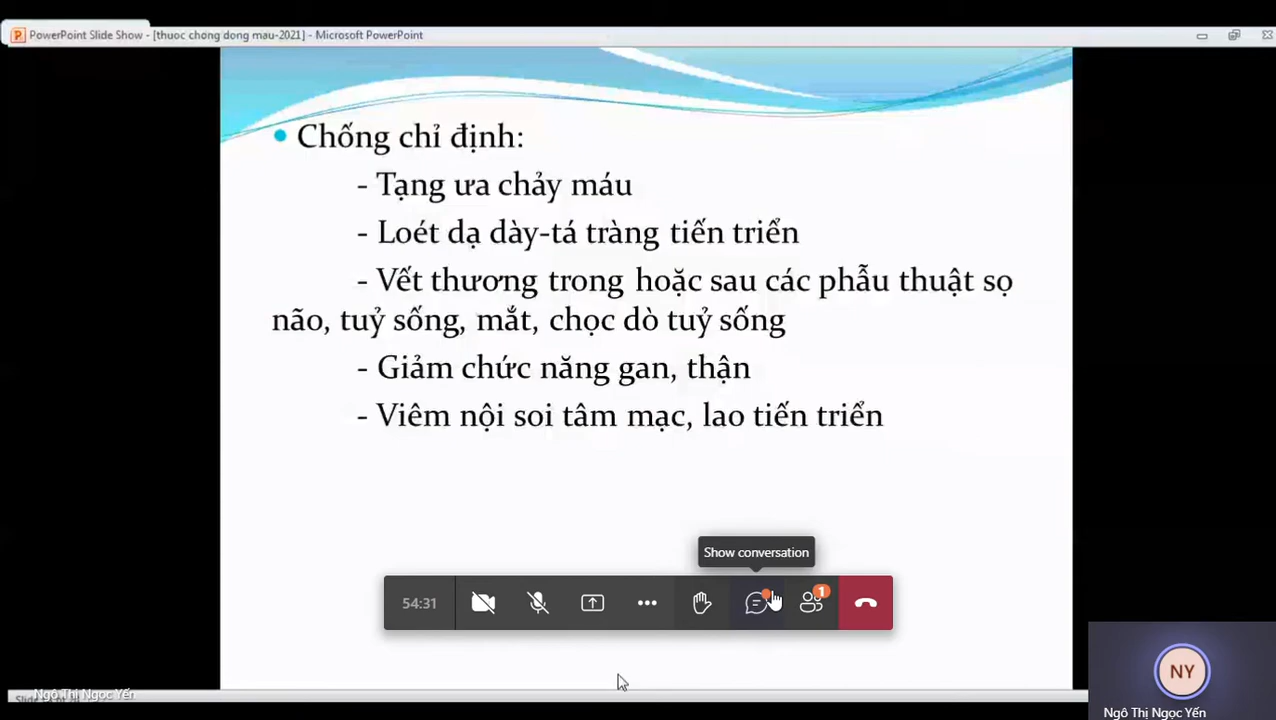 PowerPoint Slide Show - [thuoc chong dong mau-2021] - Microsoft PowerPoint
• Chống chỉ định:
- Tạng ưa chảy máu
- Loét dạ dày-tá tràng tiến triển
- Vết thương trong hoặc sau các phẫu thuật sọ
não, tuỷ sống, mắt, chọc dò tuỷ sống
- Giảm chức năng gan, thận
- Viêm nội soi tâm mạc, lao tiến triển
Show conversation
54:31
1
NY
Ngô Thị Ngọc Yến
Ngô Thị Ngọc Yến